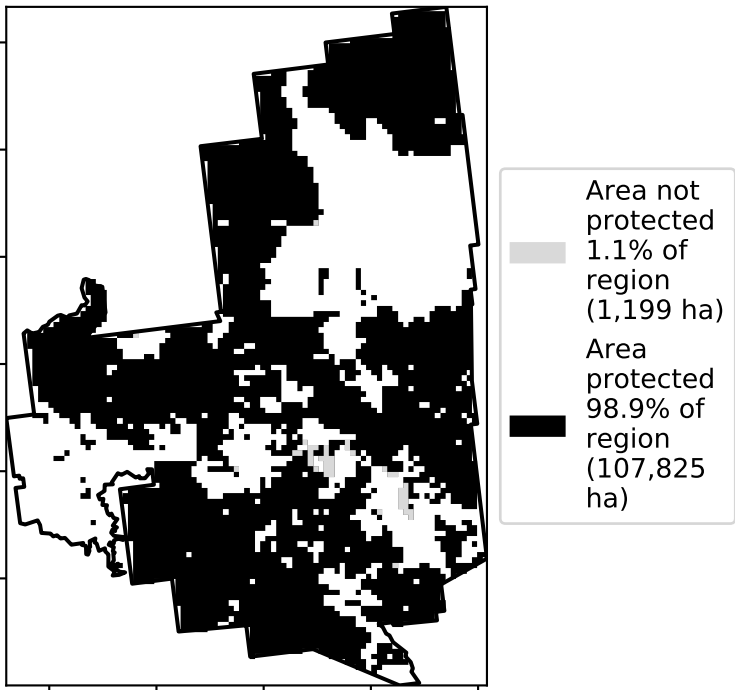 Area not
protected
1.1% of
region
(1,199 ha)
Area
protected
98.9% of
region
(107,825
ha)